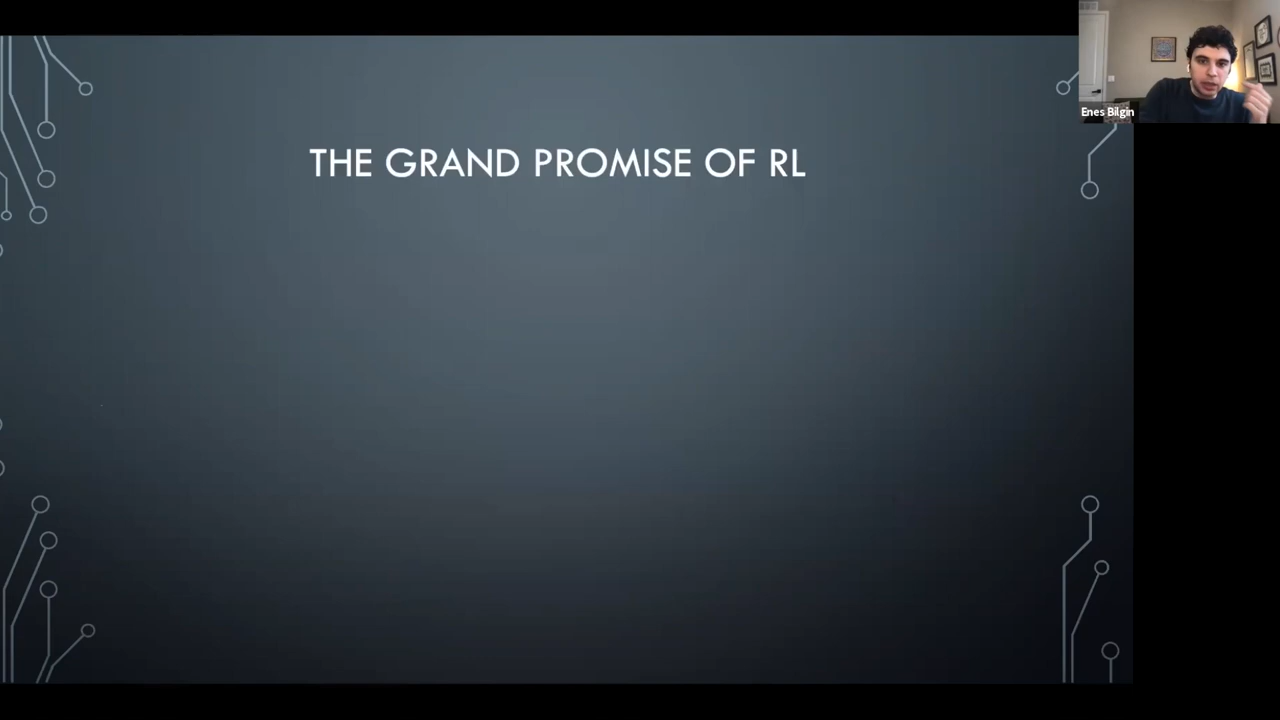 THE GRAND PROMISE OF RL
Enes Bilgin